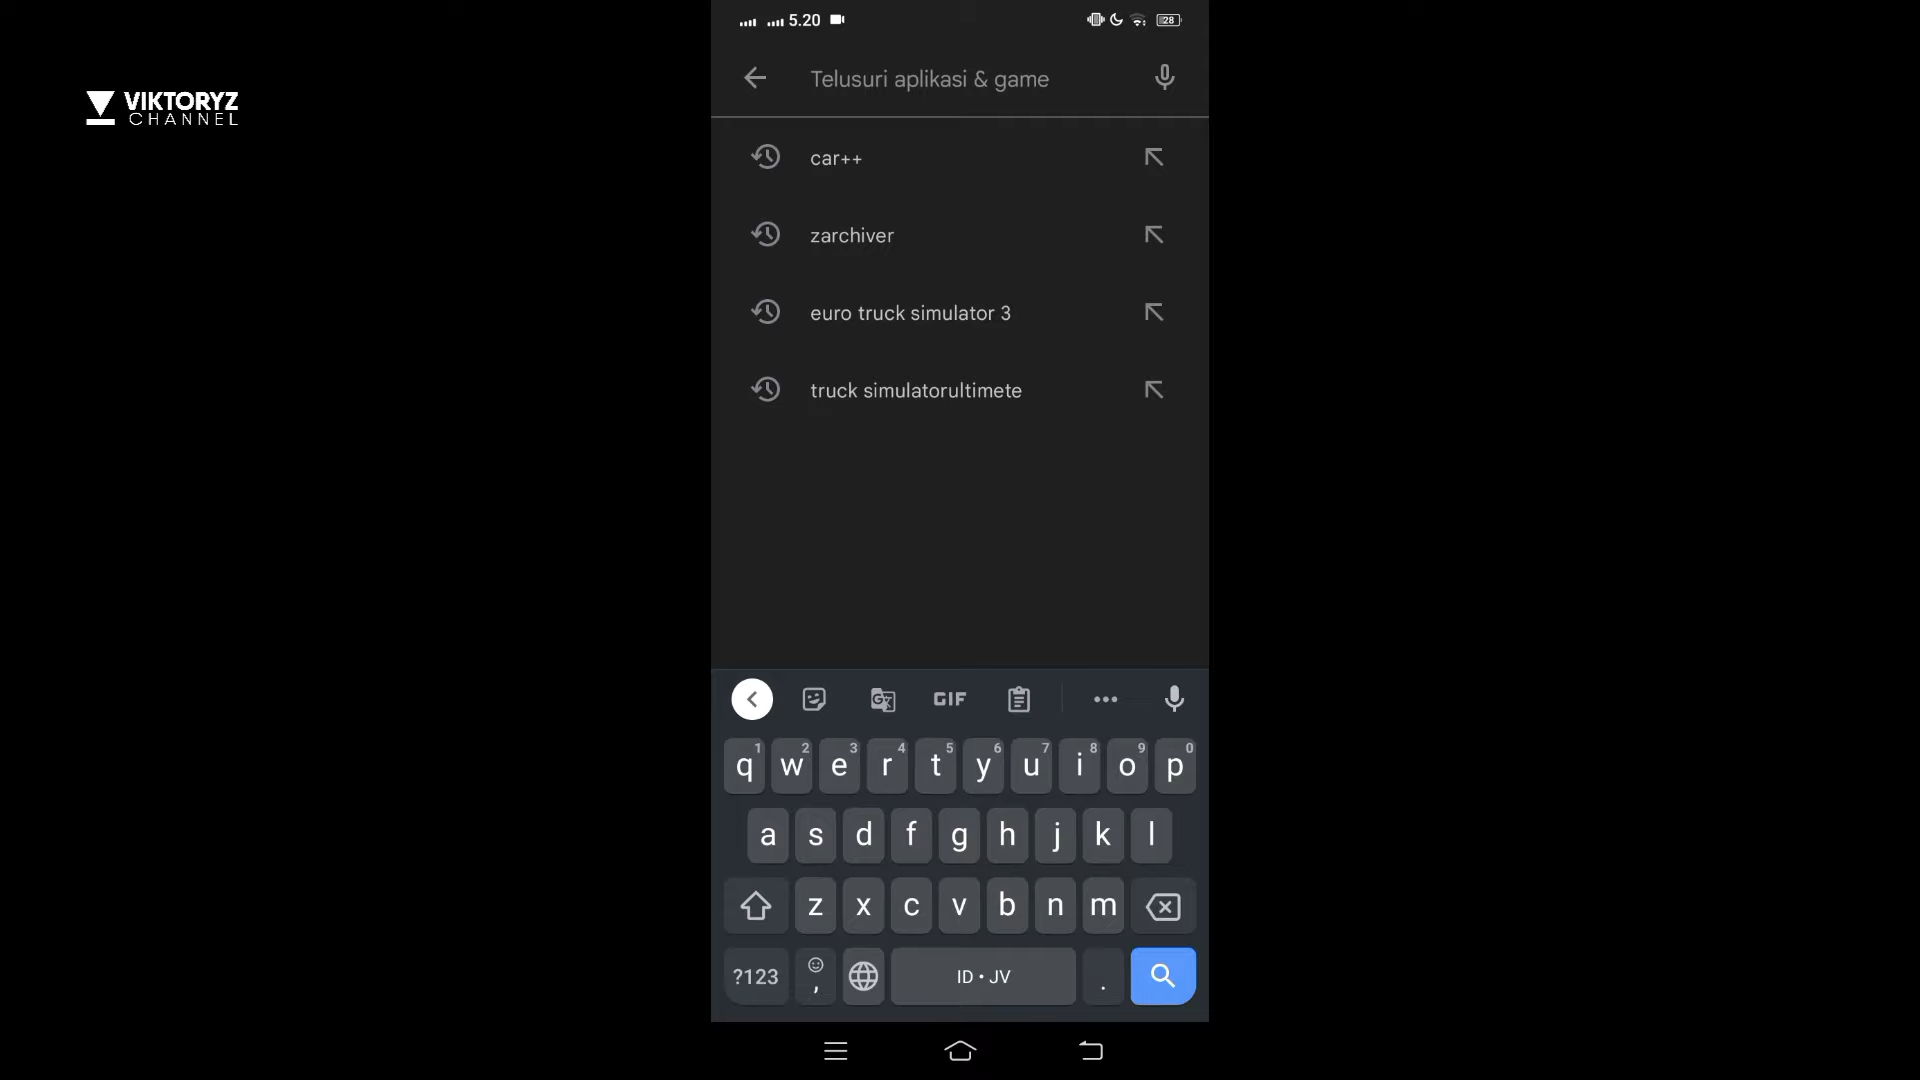 5.20
28
VIKTORYZ
CHANNEL
Telusuri aplikasi & game
car++
zarchiver
euro truck simulator 3
truck simulatorultimete
GIF
1 2 3 4 5 6 7 8 9 0
q w e r t y u i o p
a s d f g h j k l
z x c v b n m
?123 , ID • JV .